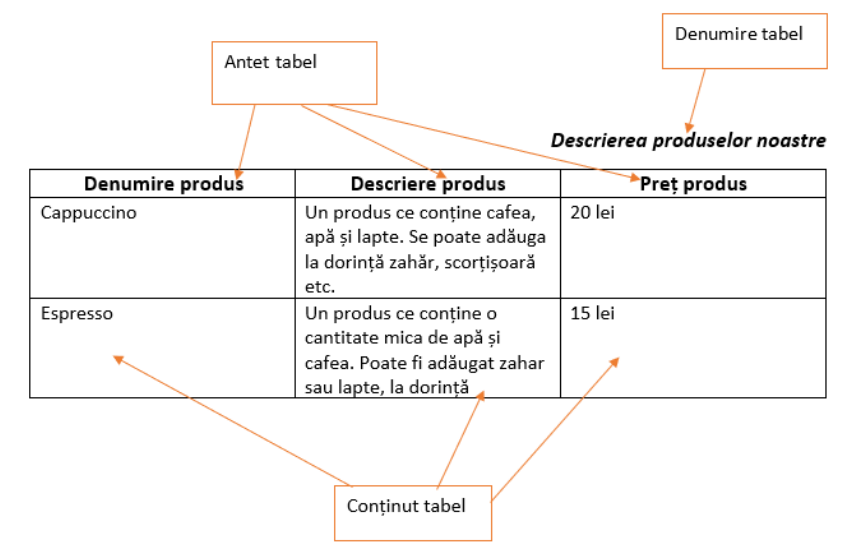 Denumire tabel
Antet tabel
Descrierea produselor noastre
Denumire produs
Descriere produs
Preț produs
Cappuccino
Un produs ce conține cafea,
apă și lapte. Se poate adăuga
la dorință zahăr, scorțișoară
etc.
20 lei
Espresso
Un produs ce conține o
cantitate mica de apă și
cafea. Poate fi adăugat zahar
sau lapte, la dorință
15 lei
Conținut tabel